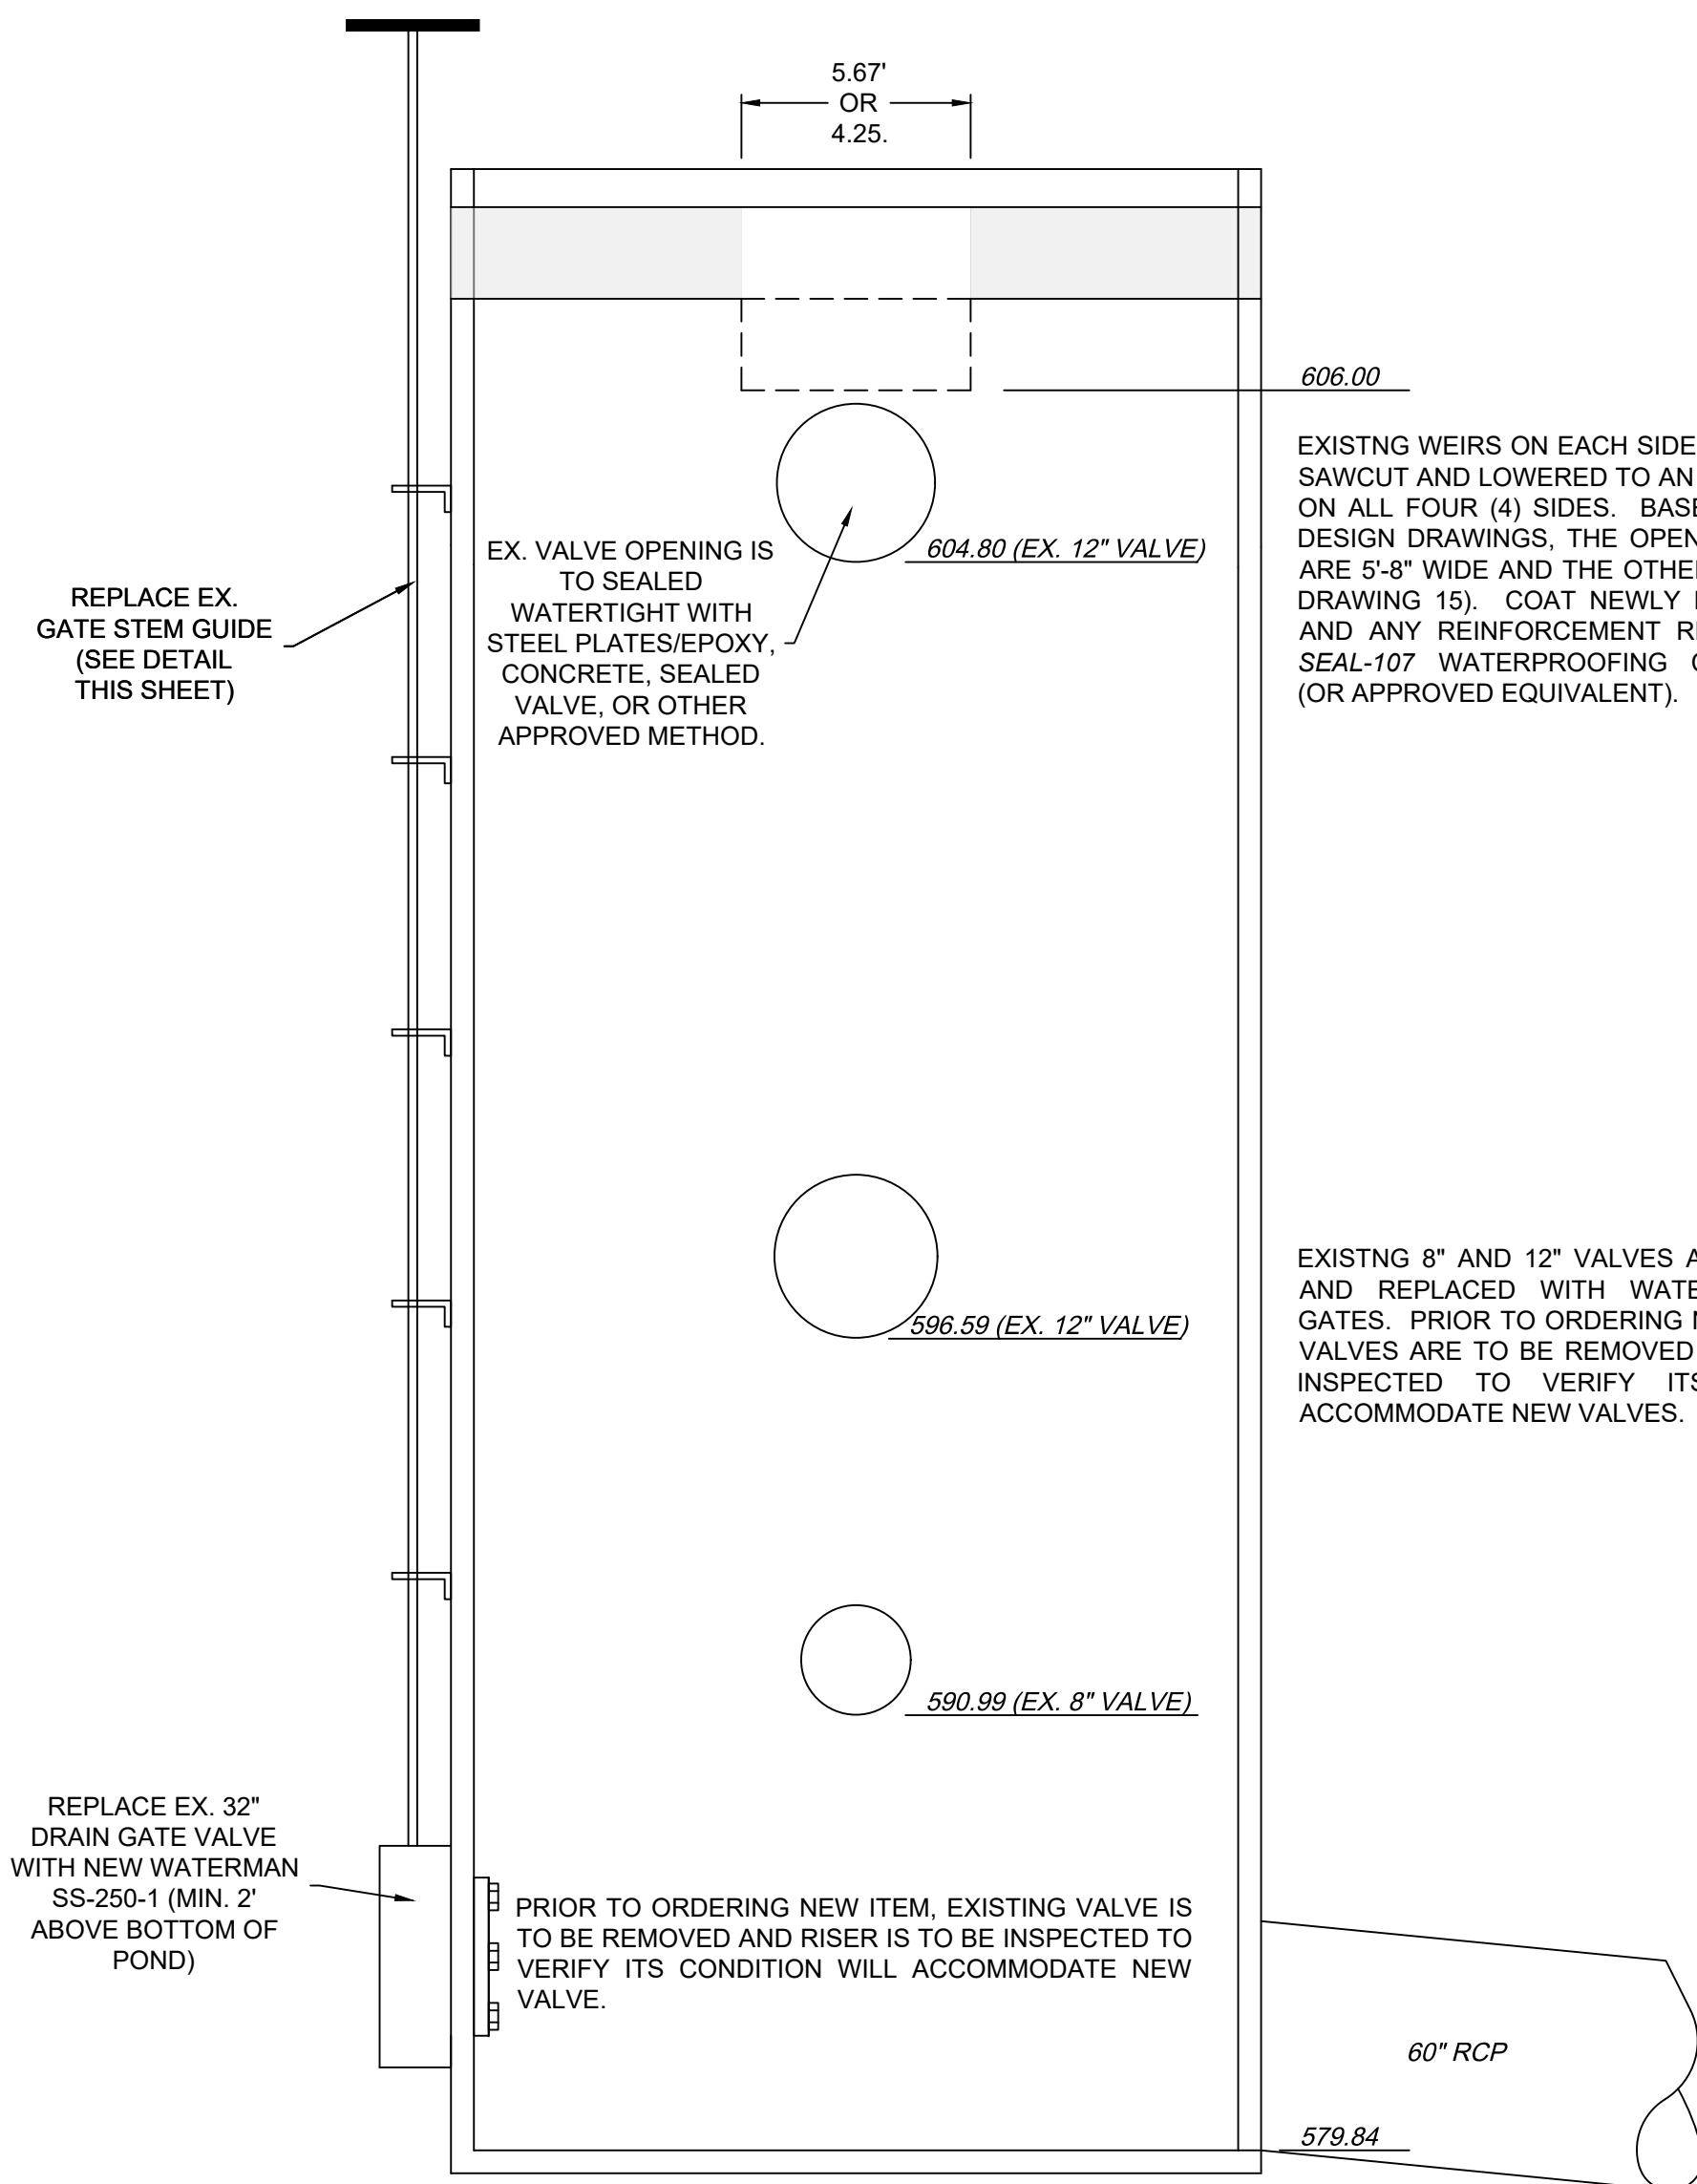 5.67'
OR
4.25.
606.00
EXISTNG WEIRS ON EACH SIDE
SAWCUT AND LOWERED TO AN
ON ALL FOUR (4) SIDES. BASE
DESIGN DRAWINGS, THE OPEN
ARE 5'-8" WIDE AND THE OTHE
DRAWING 15). COAT NEWLY
AND ANY REINFORCEMENT R
SEAL-107 WATERPROOFING
(OR APPROVED EQUIVALENT).
604.80 (EX. 12" VALVE)
EX. VALVE OPENING IS
TO SEALED
WATERTIGHT WITH
STEEL PLATES/EPOXY,
CONCRETE, SEALED
VALVE, OR OTHER
APPROVED METHOD.
REPLACE EX.
GATE STEM GUIDE
(SEE DETAIL
THIS SHEET)
EXISTNG 8" AND 12" VALVES A
AND REPLACED WITH WATE
GATES. PRIOR TO ORDERING
VALVES ARE TO BE REMOVED
INSPECTED TO VERIFY ITS
ACCOMMODATE NEW VALVES.
596.59 (EX. 12" VALVE)
590.99 (EX. 8" VALVE)
REPLACE EX. 32"
DRAIN GATE VALVE
WITH NEW WATERMAN
SS-250-1 (MIN. 2'
ABOVE BOTTOM OF
POND)
PRIOR TO ORDERING NEW ITEM, EXISTING VALVE IS
TO BE REMOVED AND RISER IS TO BE INSPECTED TO
VERIFY ITS CONDITION WILL ACCOMMODATE NEW
VALVE.
60" RCP
579.84